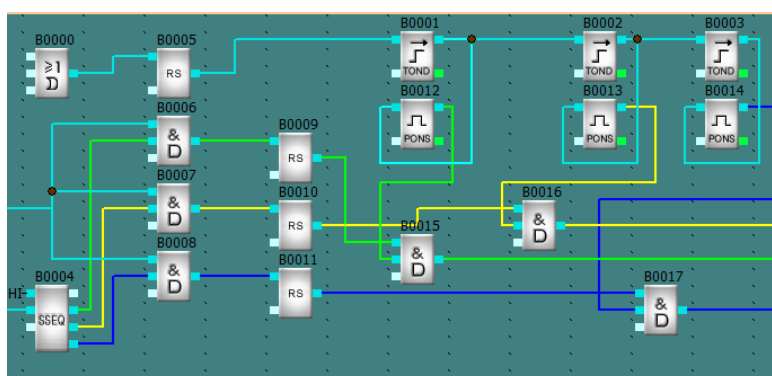 B0001
B0002
B0003
B0000
B0005
≥1
D
RS
TOND
TOND
TOND
B0006
B0012
B0013
B0014
&
D
B0009
PONS
PONS
PONS
RS
B0007
B0010
B0016
&
D
RS
&
D
B0008
B0015
&
D
B0011
&
D
B0004
B0017
HI
SSEQ
RS
&
D